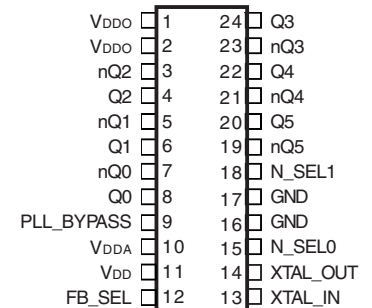 VDDO 1 24 Q3
VDDO 2 23 nQ3
nQ2 3 22 Q4
Q2 4 21 nQ4
nQ1 5 20 Q5
Q1 6 19 nQ5
nQ0 7 18 N_SEL1
Q0 8 17 GND
PLL_BYPASS 9 16 GND
VDDA 10 15 N_SEL0
VDD 11 14 XTAL_OUT
FB_SEL 12 13 XTAL_IN